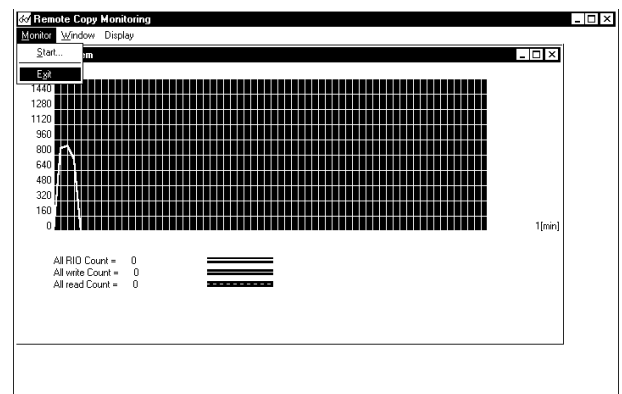 Remote Copy Monitoring
Monitor Window Display
Start...
em
Exit
1440
1280
1120
960
800
640
480
320
160
0
1[min]
All RIO Count = 0
All write Count = 0
All read Count = 0